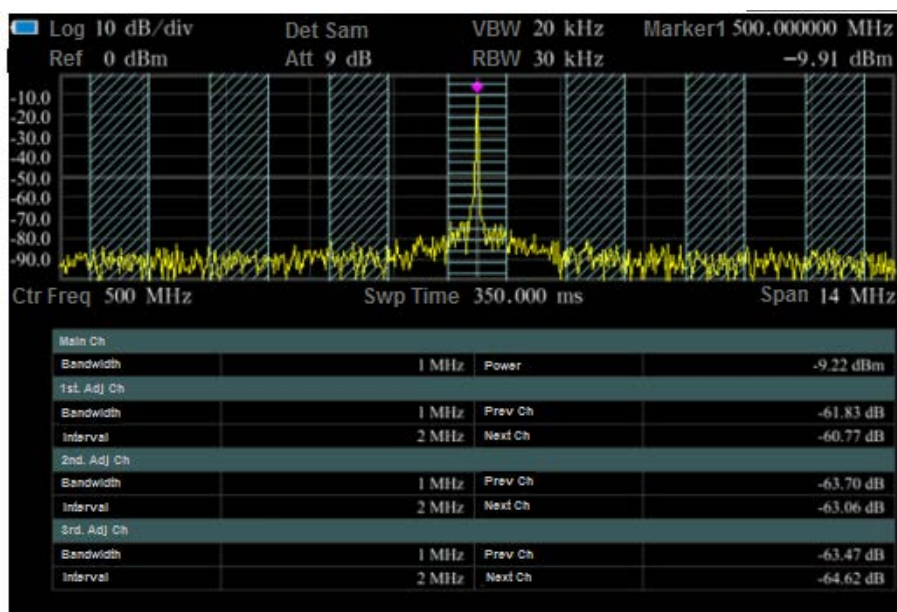 Log 10 dB/div Det Sam VBW 20 kHz Marker1 500.000000 MHz
Ref 0 dBm Att 9 dB RBW 30 kHz -9.91 dBm
-10.0
-30.0
-40.0
-50.0
-60.0
-70.0
-80.0
-90.0
Ctr Freq 500 MHz Swp Time 350.000 ms Span 14 MHz
Main Ch
Bandwidth 1 MHz Power -9.22 dBm
1st. Adj Ch
Bandwidth 1 MHz Prev Ch -61.83 dB
Interval 2 MHz Next Ch -60.77 dB
2nd. Adj Ch
Bandwidth 1 MHz Prev Ch -63.70 dB
Interval 2 MHz Next Ch -63.06 dB
3rd. Adj Ch
Bandwidth 1 MHz Prev Ch -63.47 dB
Interval 2 MHz Next Ch -64.62 dB